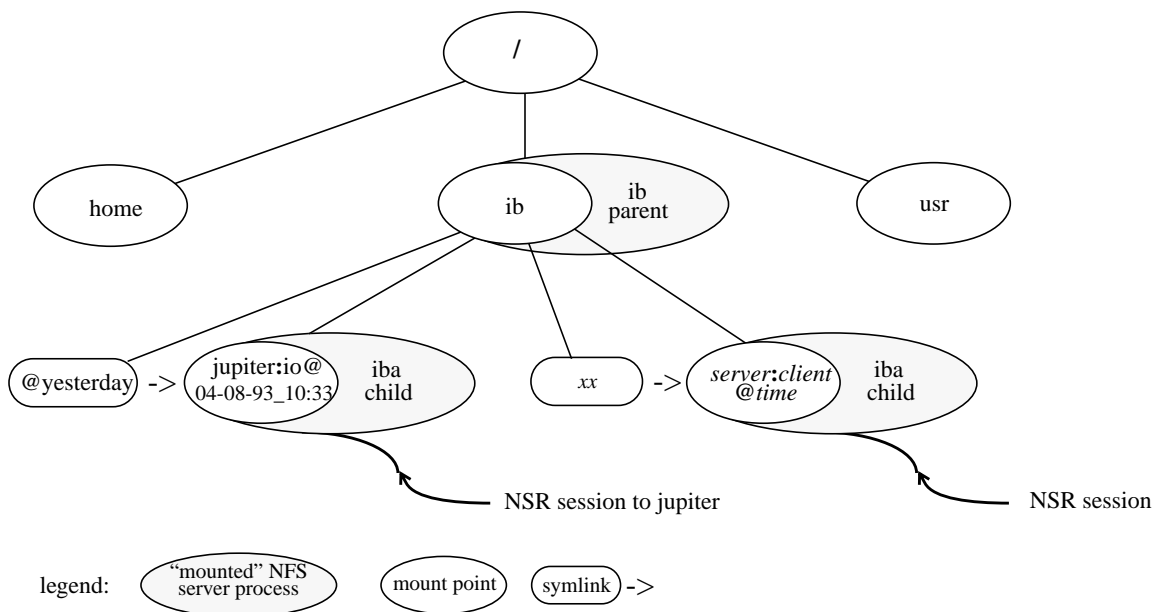 /
home
ib
ib
parent
usr
@yesterday ->
jupiter:io@
04-08-93_10:33
iba
child
xx ->
server:client
@time
iba
child
NSR session to jupiter
NSR session
legend:
“mounted” NFS
server process
mount point
symlink ->